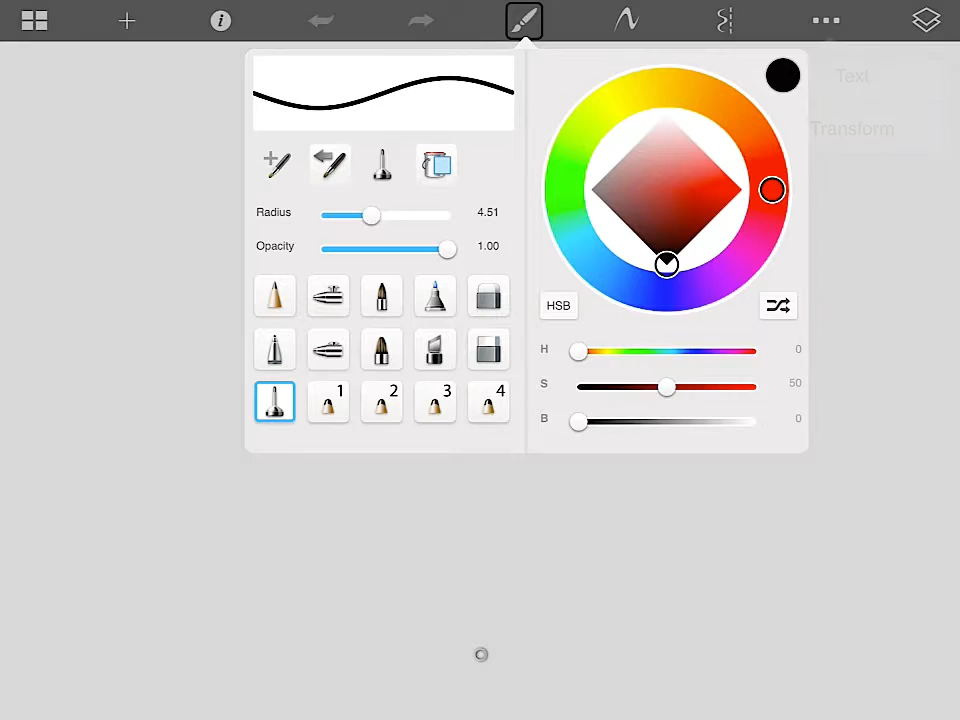 Text
Transform
Radius 4.51
Opacity 1.00
HSB
H 0
S 50
B 0
1 2 3 4